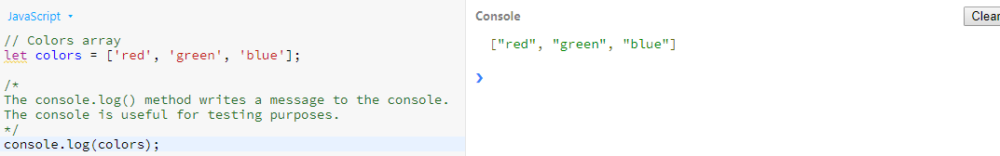 JavaScript
// Colors array
let colors = ['red', 'green', 'blue'];
/*
The console.log() method writes a message to the console.
The console is useful for testing purposes.
*/
console.log(colors);
Console
Clear
["red", "green", "blue"]